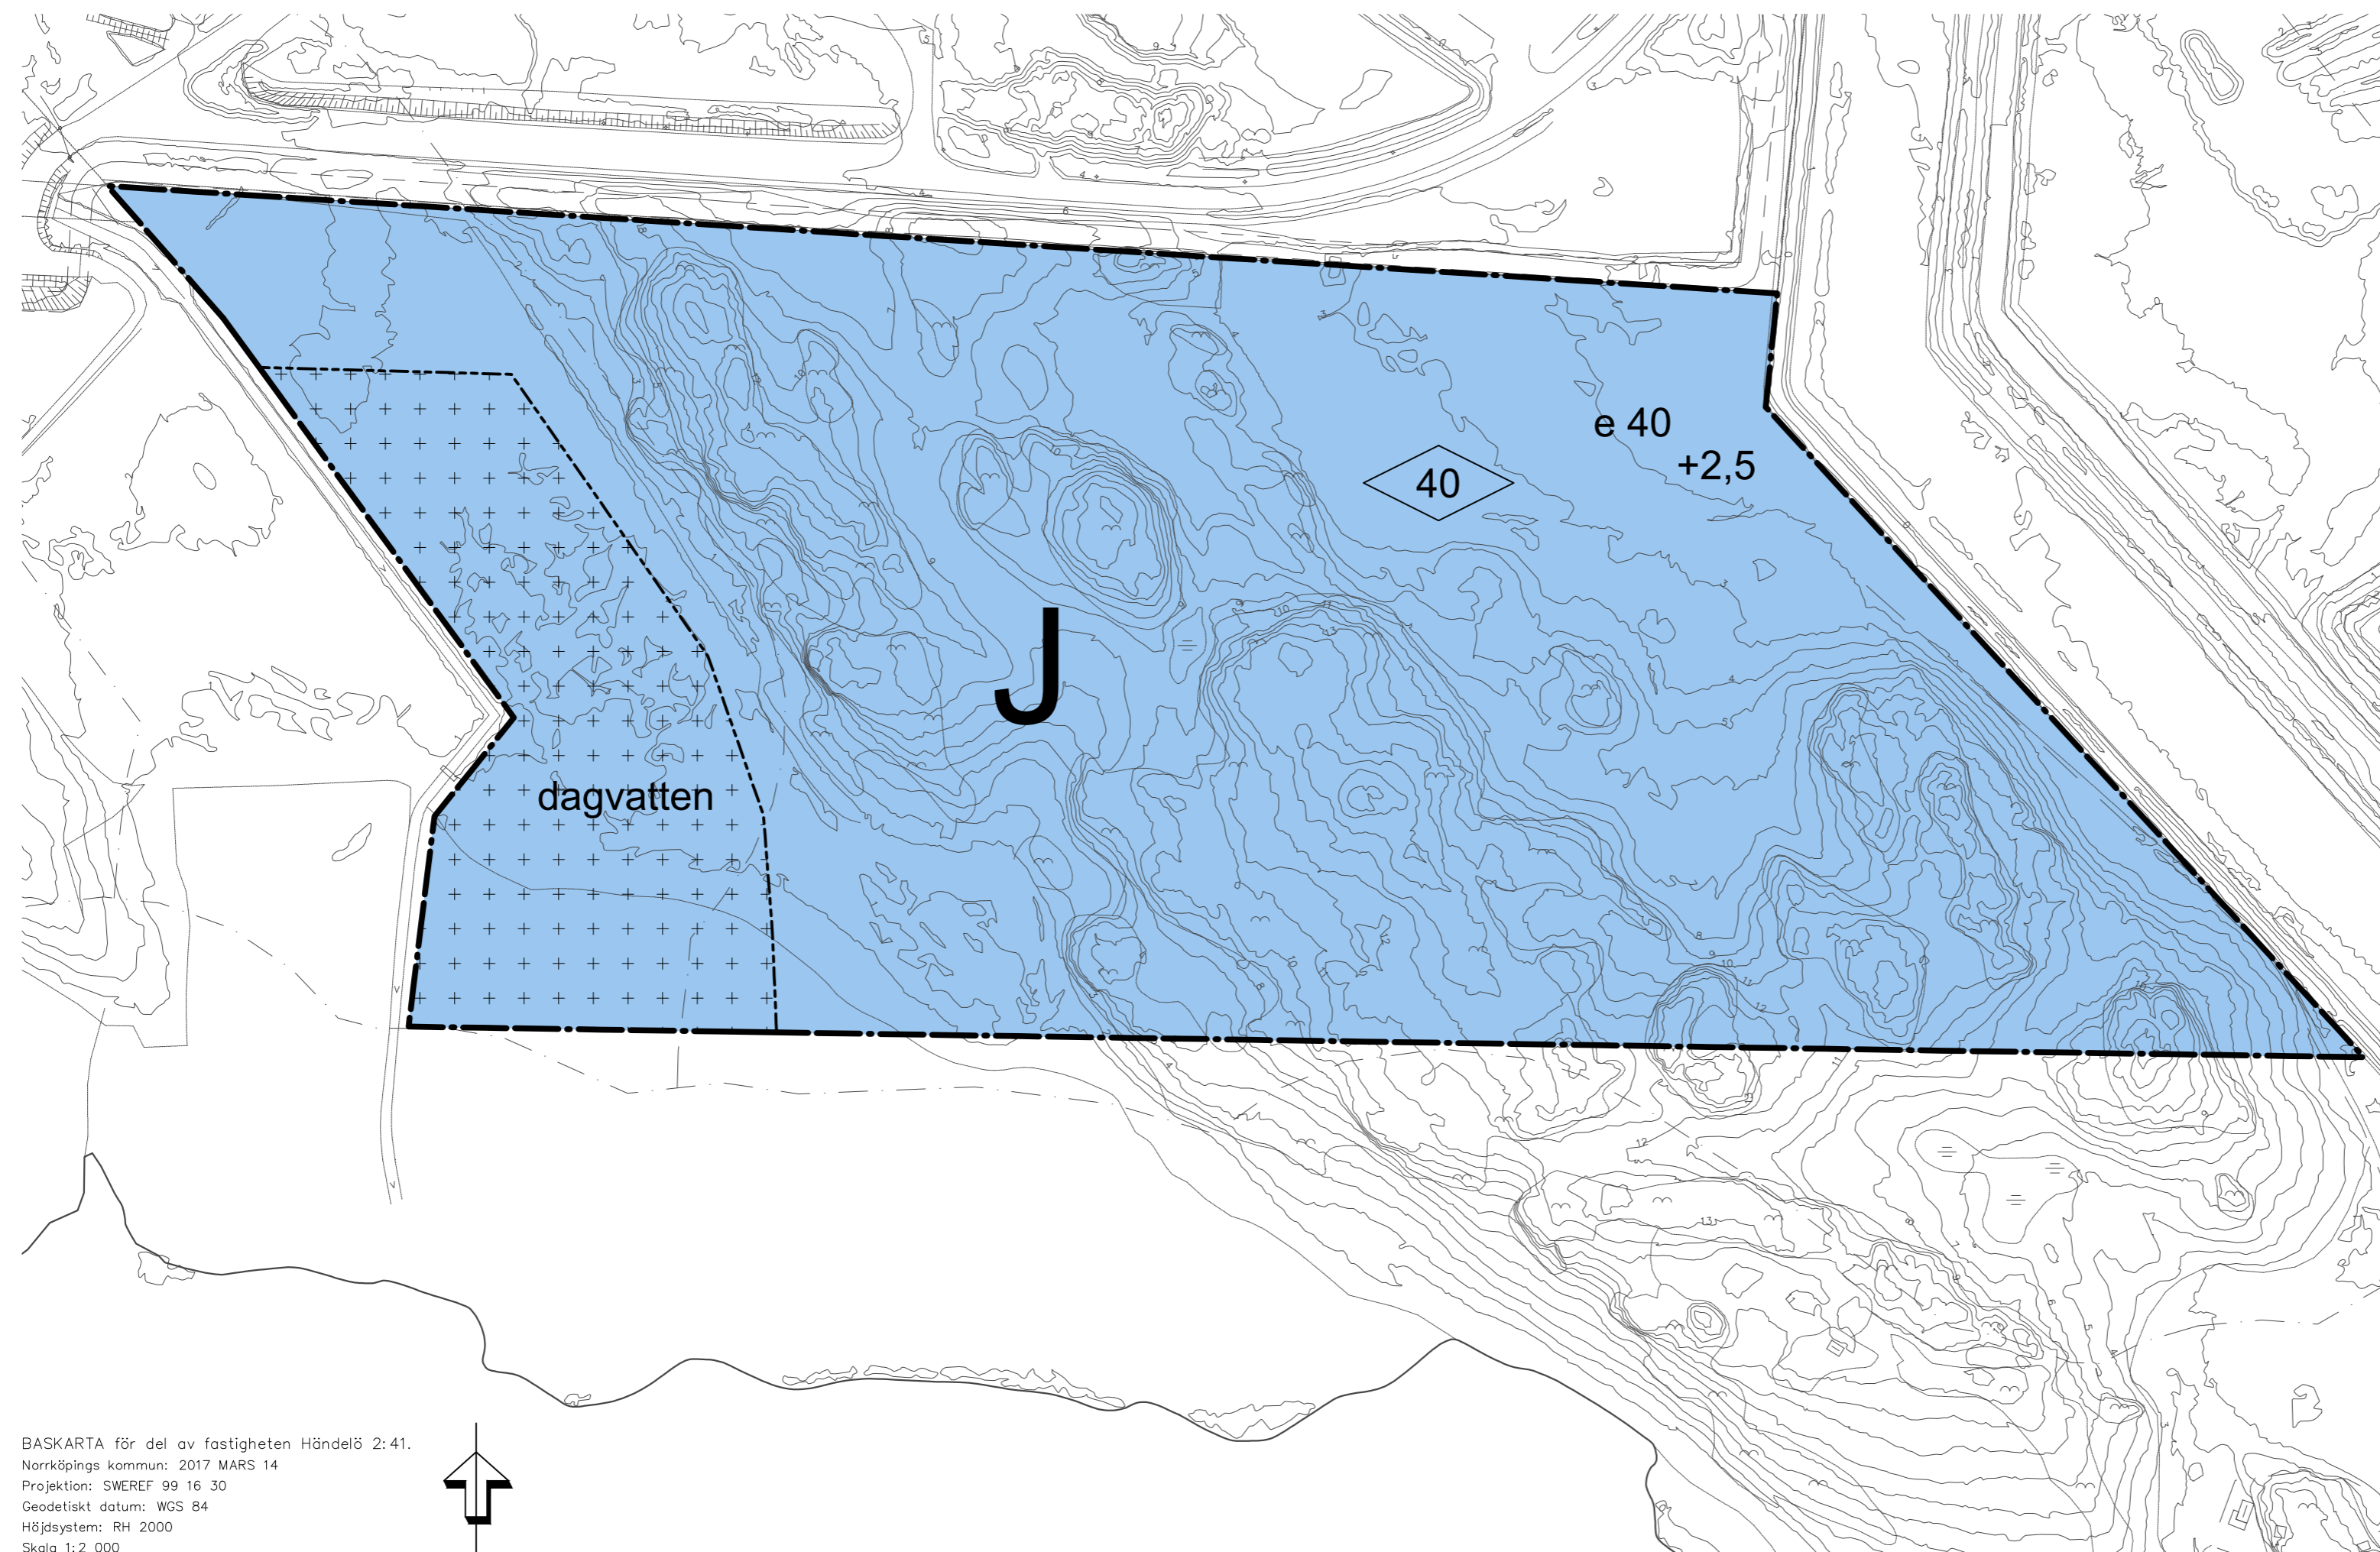 e 40
+2,5
40
J
dagvatten
BASKARTA för del av fastigheten Händelö 2:41.
Norrköpings kommun: 2017 MARS 14
Projektion: SWEREF 99 16 30
Geodetiskt datum: WGS 84
Höjdsystem: RH 2000
Skala 1:2 000